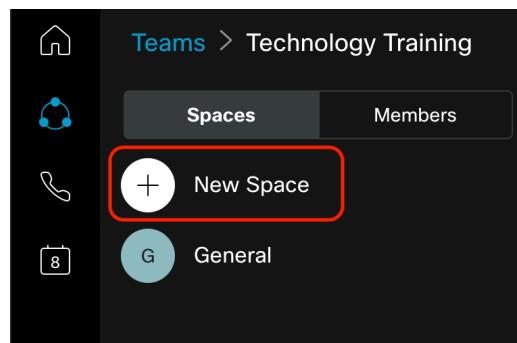 Teams > Technology Training
Spaces Members
+ New Space
G General
8